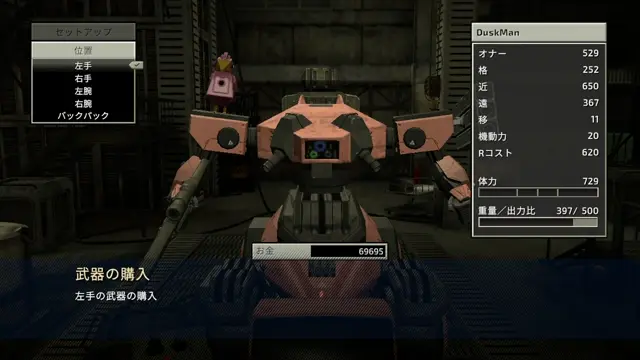 セットアップ
位置
左手
右手
左腕
右腕
バックパック
DuskMan
オナー 529
格 252
近 650
遠 367
移 11
機動力 20
Rコスト 620
体力 729
重量／出力比 397/ 500
お金 69695
武器の購入
左手の武器の購入